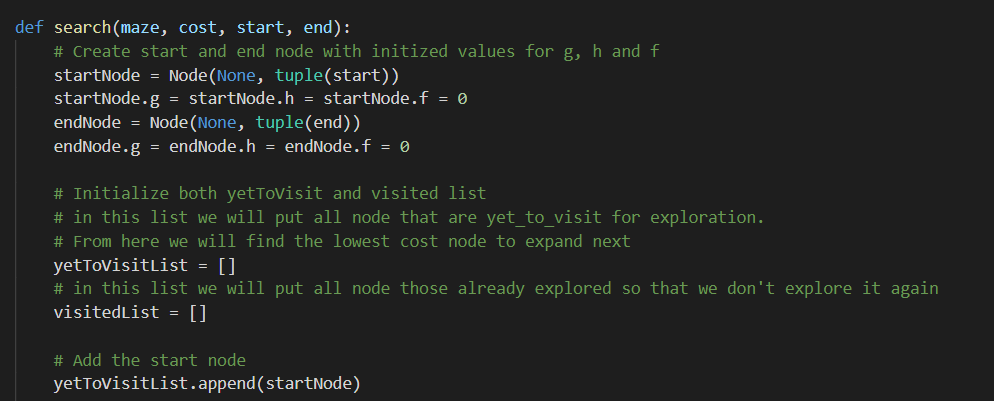 def search(maze, cost, start, end):
# Create start and end node with initized values for g, h and f
startNode = Node(None, tuple(start))
startNode.g = startNode.h = startNode.f = 0
endNode = Node(None, tuple(end))
endNode.g = endNode.h = endNode.f = 0
# Initialize both yetToVisit and visited list
# in this list we will put all node that are yet_to_visit for exploration.
# From here we will find the lowest cost node to expand next
yetToVisitList = []
# in this list we will put all node those already explored so that we don't explore it again
visitedList = []
# Add the start node
yetToVisitList.append(startNode)